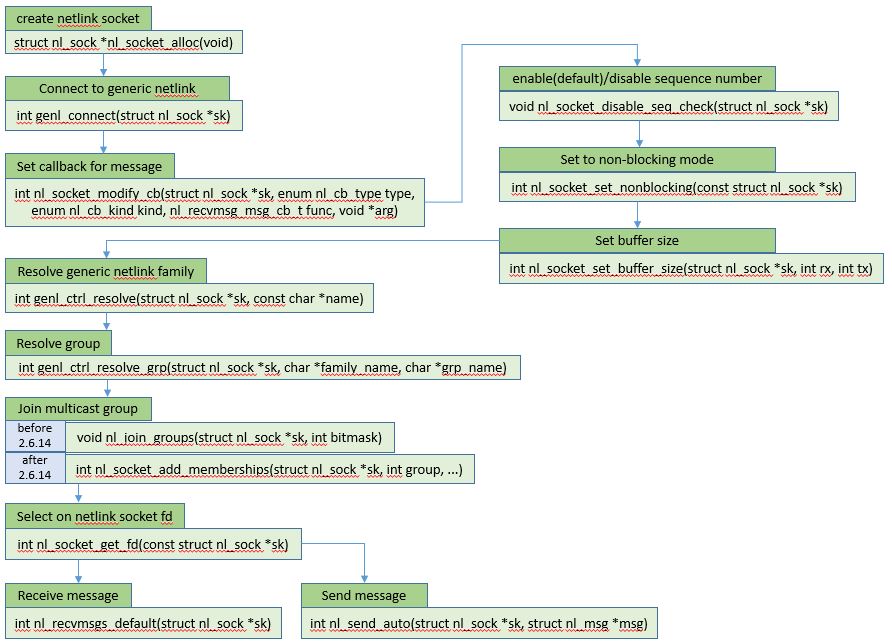 create netlink socket
struct nl_sock *nl_socket_alloc(void)
Connect to generic netlink
int genl_connect(struct nl_sock *sk)
Set callback for message
int nl_socket_modify_cb(struct nl_sock *sk, enum nl_cb_type type,
enum nl_cb_kind kind, nl_recvmsg_msg_cb_t func, void *arg)
enable(default)/disable sequence number
void nl_socket_disable_seq_check(struct nl_sock *sk)
Set to non-blocking mode
int nl_socket_set_nonblocking(const struct nl_sock *sk)
Set buffer size
int nl_socket_set_buffer_size(struct nl_sock *sk, int rx, int tx)
Resolve generic netlink family
int genl_ctrl_resolve(struct nl_sock *sk, const char *name)
Resolve group
int genl_ctrl_resolve_grp(struct nl_sock *sk, char *family_name, char *grp_name)
Join multicast group
before
2.6.14
void nl_join_groups(struct nl_sock *sk, int bitmask)
after
2.6.14
int nl_socket_add_memberships(struct nl_sock *sk, int group, ...)
Select on netlink socket fd
int nl_socket_get_fd(const struct nl_sock *sk)
Receive message
int nl_recvmsgs_default(struct nl_sock *sk)
Send message
int nl_send_auto(struct nl_sock *sk, struct nl_msg *msg)